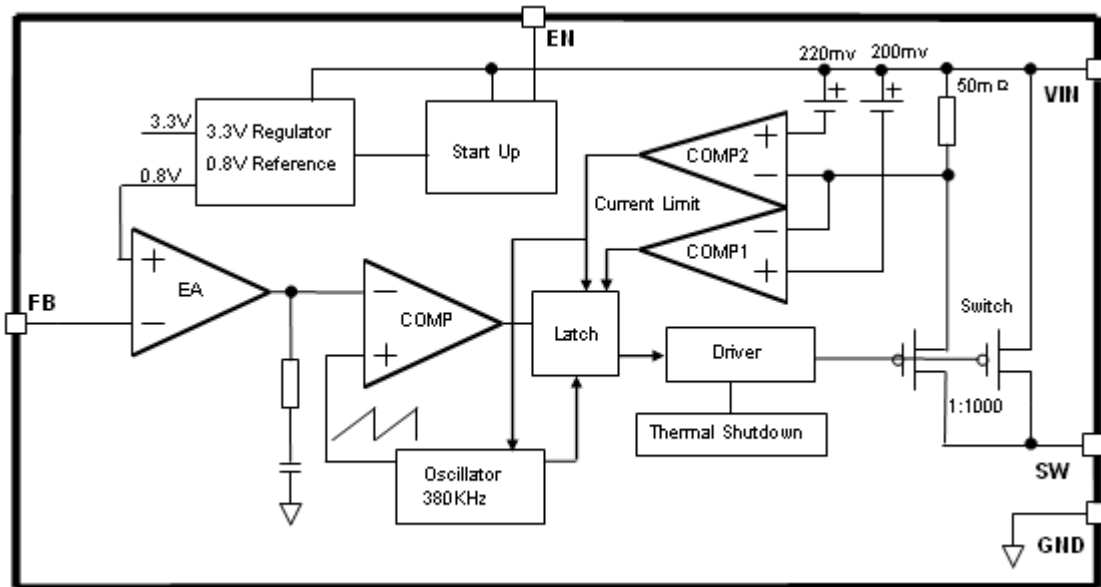 EN
220mv 200mv
VIN
50mΩ
3.3V
3.3V Regulator
0.8V Reference
0.8V
Start Up
COMP2
Current Limit
COMP1
EA
FB
COMP
Latch
Switch
Driver
1:1000
Thermal Shutdown
Oscillator
380KHz
SW
GND